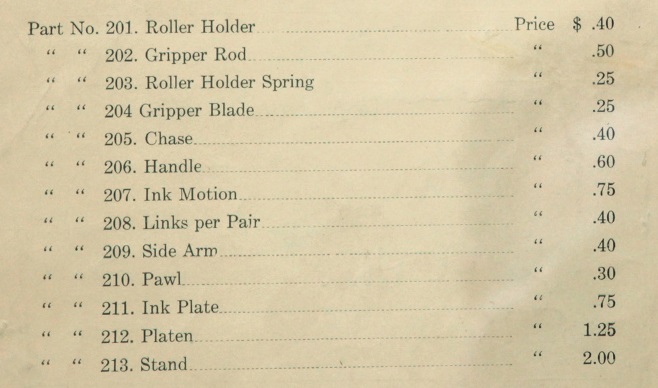 Part No. 201. Roller Holder Price $ .40
“ “ 202. Gripper Rod “ .50
“ “ 203. Roller Holder Spring “ .25
“ “ 204 Gripper Blade “ .25
“ “ 205. Chase “ .40
“ “ 206. Handle “ .60
“ “ 207. Ink Motion “ .75
“ “ 208. Links per Pair “ .40
“ “ 209. Side Arm “ .40
“ “ 210. Pawl “ .30
“ “ 211. Ink Plate “ .75
“ “ 212. Platen “ 1.25
“ “ 213. Stand “ 2.00